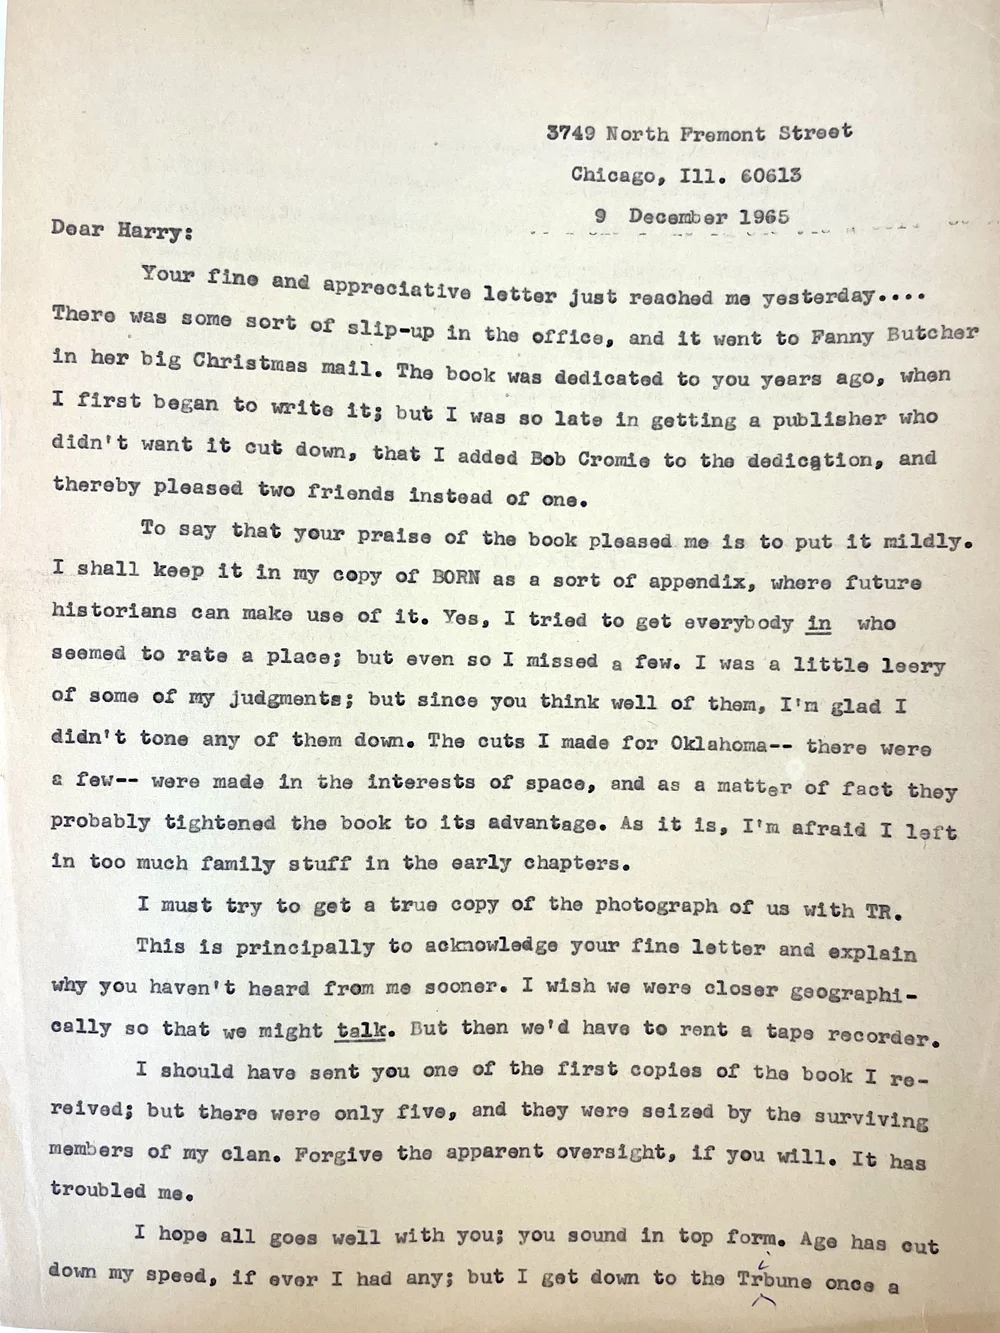 3749 North Fremont Street
Chicago, Ill. 60613
9 December 1965
Dear Harry:
Your fine and appreciative letter just reached me yesterday....
There was some sort of slip-up in the office, and it went to Fanny Butcher
in her big Christmas mail. The book was dedicated to you years ago, when
I first began to write it; but I was so late in getting a publisher who
didn't want it cut down, that I added Bob Cromie to the dedication, and
thereby pleased two friends instead of one.
To say that your praise of the book pleased me is to put it mildly.
I shall keep it in my copy of BORN as a sort of appendix, where future
historians can make use of it. Yes, I tried to get everybody in who
seemed to rate a place; but even so I missed a few. I was a little leery
of some of my judgments; but since you think well of them, I'm glad I
didn't tone any of them down. The cuts I made for Oklahoma-- there were
a few-- were made in the interests of space, and as a matter of fact they
probably tightened the book to its advantage. As it is, I'm afraid I left
in too much family stuff in the early chapters.
I must try to get a true copy of the photograph of us with TR.
This is principally to acknowledge your fine letter and explain
why you haven't heard from me sooner. I wish we were closer geographi-
cally so that we might talk. But then we'd have to rent a tape recorder.
I should have sent you one of the first copies of the book I re-
reived; but there were only five, and they were seized by the surviving
members of my clan. Forgive the apparent oversight, if you will. It has
troubled me.
I hope all goes well with you; you sound in top form. Age has cut
down my speed, if ever I had any; but I get down to the Tribune once a